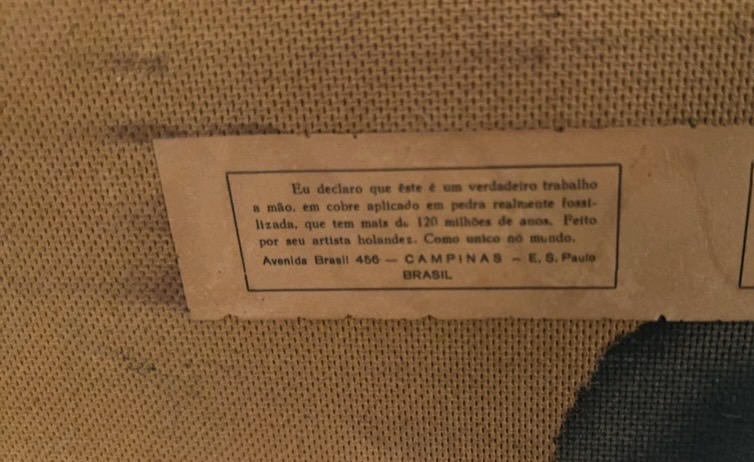 Eu declaro que êste é um verdadeiro trabalho
a mão, em cobre aplicado em pedra realmente fossi-
lizada, que tem mais de 120 milhões de anos. Feito
por seu artista holandez. Como unico no mundo.
Avenida Brasil 456 — CAMPINAS — E. S. Paulo
BRASIL